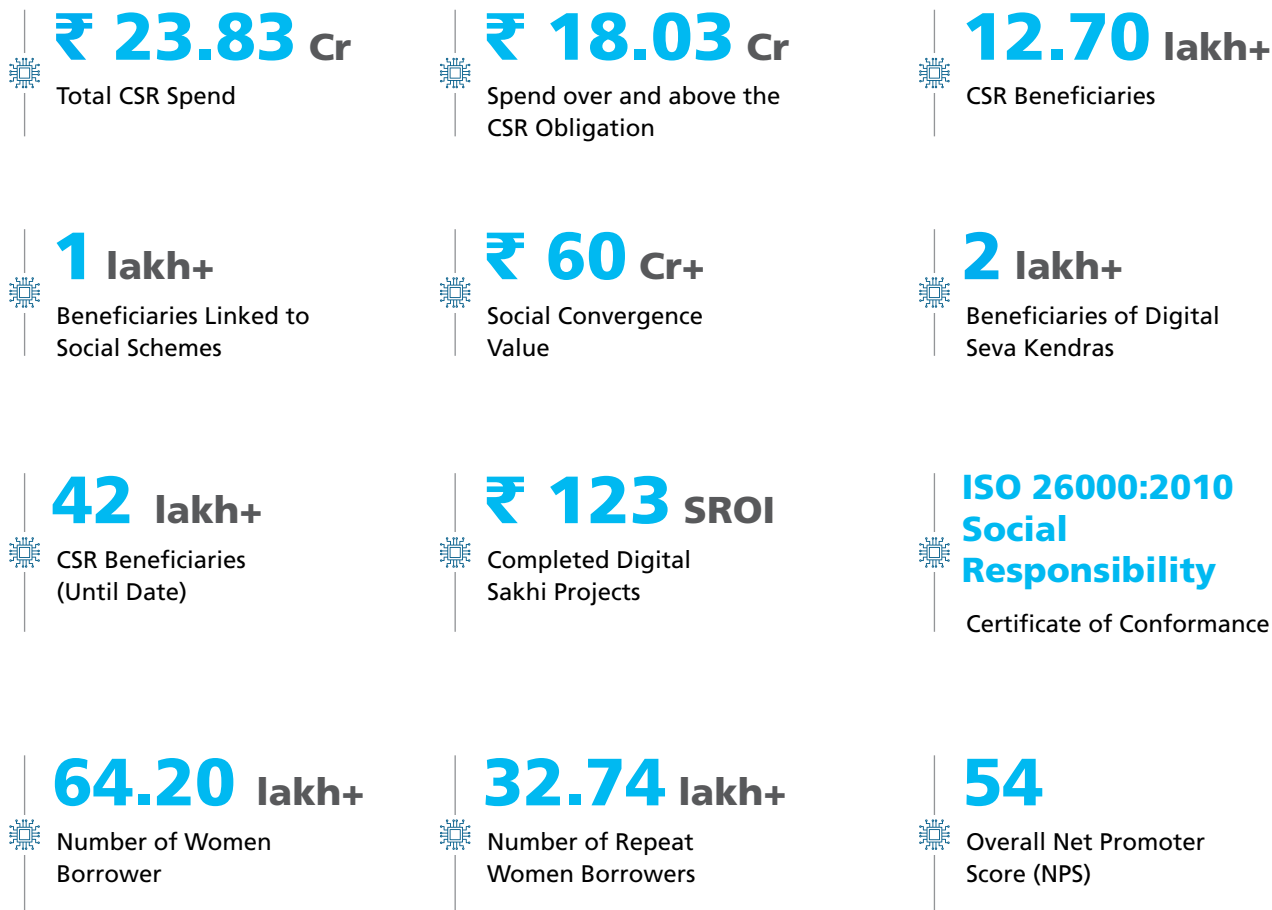 ₹ 23.83 Cr
Total CSR Spend
₹ 18.03 Cr
Spend over and above the
CSR Obligation
12.70 lakh+
CSR Beneficiaries
1 lakh+
Beneficiaries Linked to
Social Schemes
₹ 60 Cr+
Social Convergence
Value
2 lakh+
Beneficiaries of Digital
Seva Kendras
42 lakh+
CSR Beneficiaries
(Until Date)
₹ 123 SROI
Completed Digital
Sakhi Projects
ISO 26000:2010
Social
Responsibility
Certificate of Conformance
64.20 lakh+
Number of Women
Borrower
32.74 lakh+
Number of Repeat
Women Borrowers
54
Overall Net Promoter
Score (NPS)